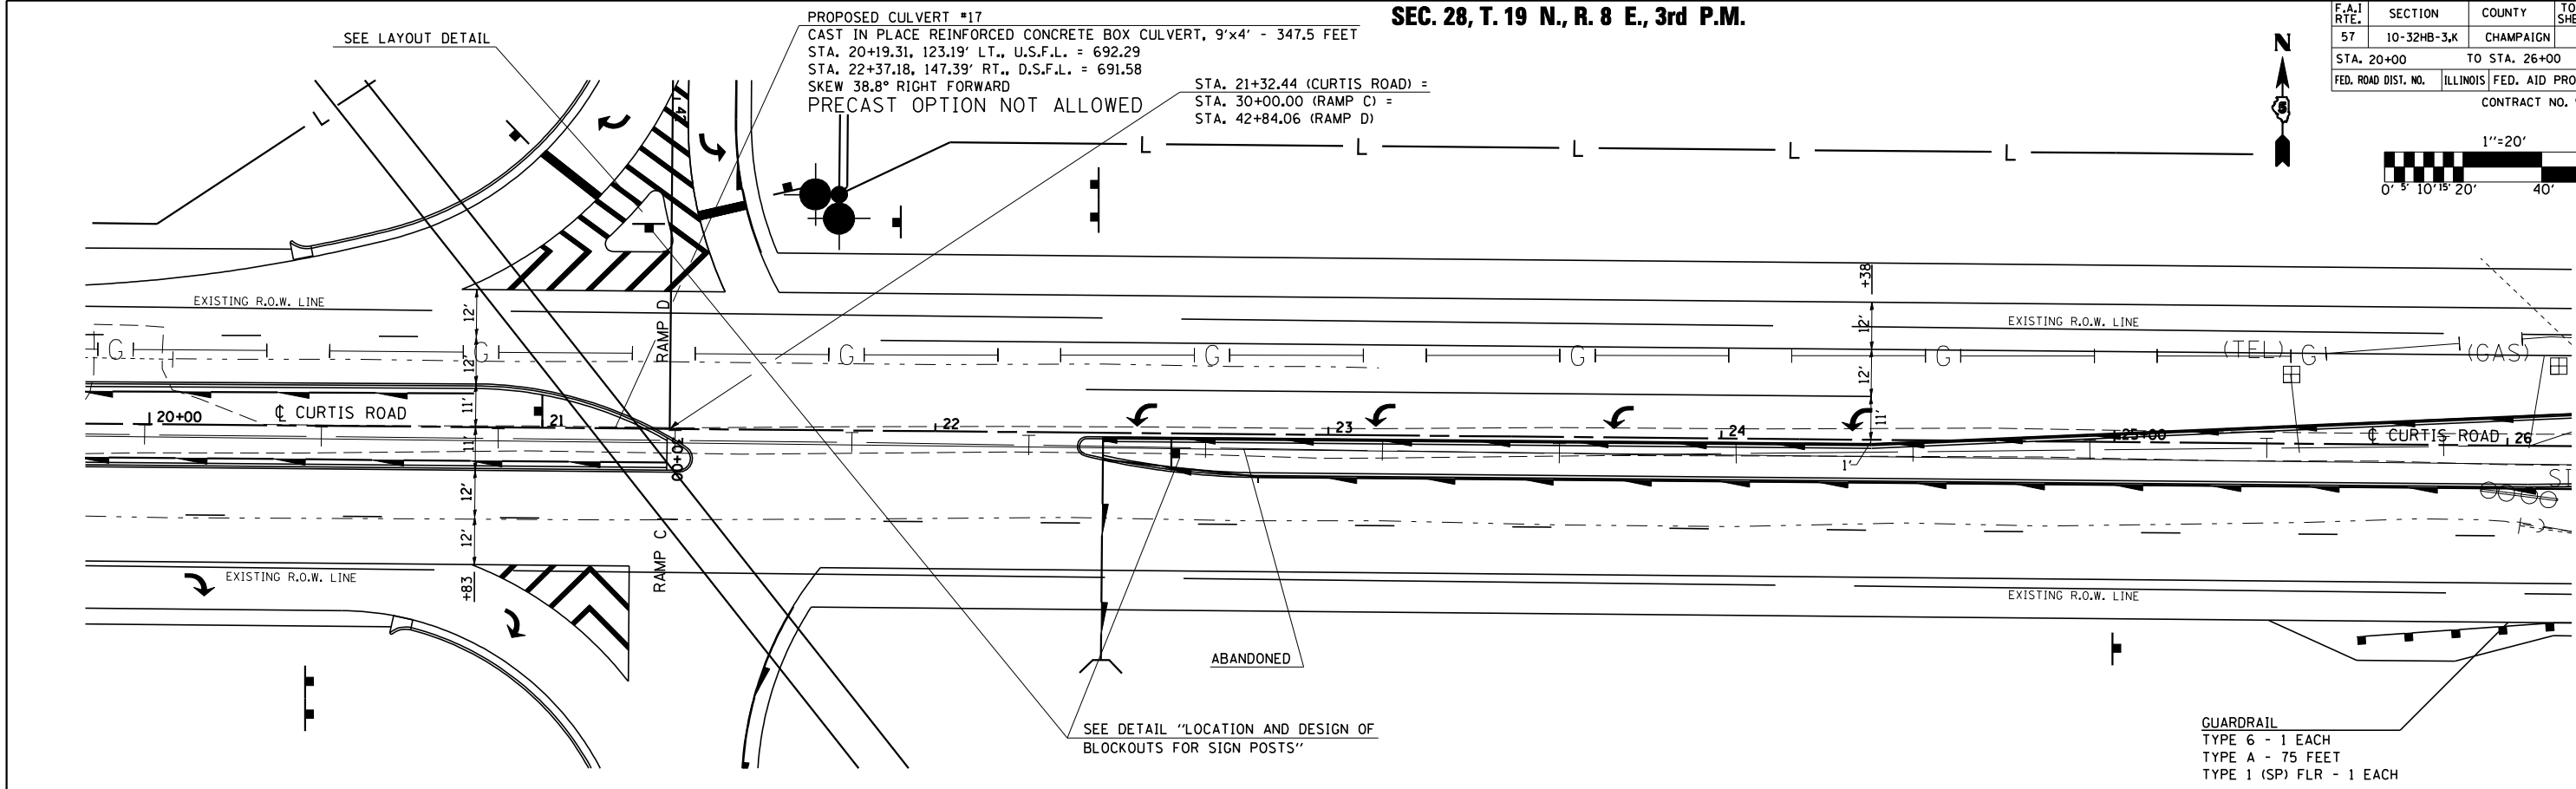 SEC. 28, T. 19 N., R. 8 E., 3rd P.M.
PROPOSED CULVERT #17
CAST IN PLACE REINFORCED CONCRETE BOX CULVERT, 9'x4' - 347.5 FEET
STA. 20+19.31, 123.19' LT., U.S.F.L. = 692.29
STA. 22+37.18, 147.39' RT., D.S.F.L. = 691.58
SKEW 38.8° RIGHT FORWARD
PRECAST OPTION NOT ALLOWED
SEE LAYOUT DETAIL
STA. 21+32.44 (CURTIS ROAD) =
STA. 30+00.00 (RAMP C) =
STA. 42+84.06 (RAMP D)
F.A.I RTE. SECTION COUNTY
57 10-32HB-3,K CHAMPAIGN
STA. 20+00 TO STA. 26+00
FED. ROAD DIST. NO. ILLINOIS FED. AID PRO
CONTRACT NO.
N
5
1''=20'
0' 5' 10' 15' 20' 40'
L L L L L L
EXISTING R.O.W. LINE
EXISTING R.O.W. LINE
12' 12' 11' 11' 12' 12'
+83
+38
12' 12' 11'
1'
RAMP D
RAMP C
30+00
G G G G G G G
(TEL) (GAS)
℄ CURTIS ROAD
℄ CURTIS ROAD
20+00 21 22 23 24 25+00 26
T T T T T T T T T T T T T T
EXISTING R.O.W. LINE
EXISTING R.O.W. LINE
ABANDONED
SEE DETAIL "LOCATION AND DESIGN OF
BLOCKOUTS FOR SIGN POSTS"
GUARDRAIL
TYPE 6 - 1 EACH
TYPE A - 75 FEET
TYPE 1 (SP) FLR - 1 EACH